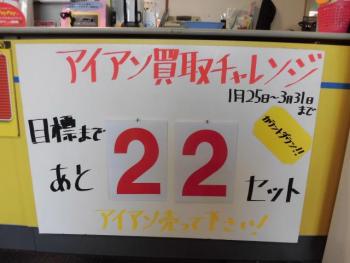 アイアン買取チャレンジ
1月25日~3月31日
まで
カウントダウン!!
目標まで
あと
22
セット
アイアン売って下さい!